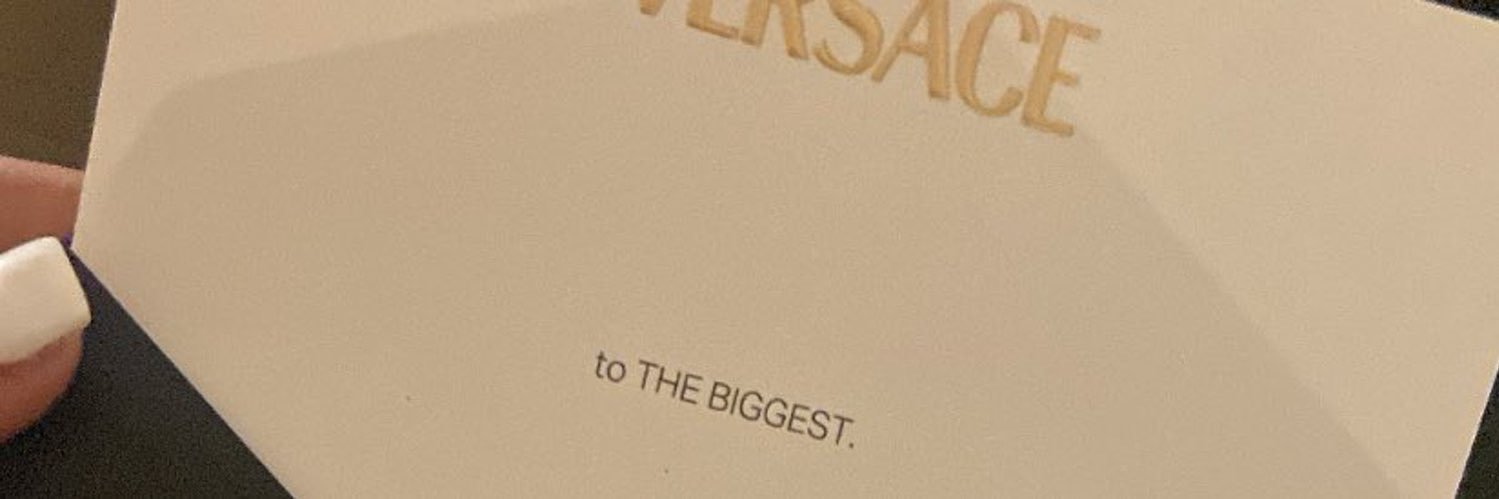 VERSACE
to THE BIGGEST.